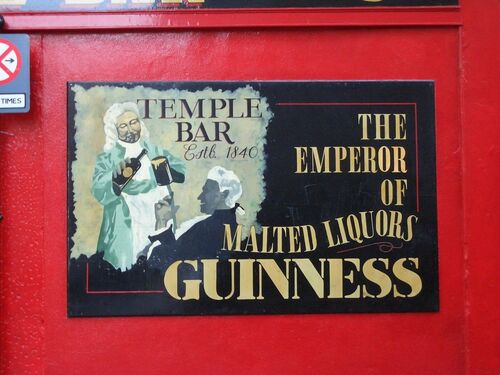 TIMES
TEMPLE
BAR
Estb. 1840
THE
EMPEROR
OF
MALTED LIQUORS
GUINNESS